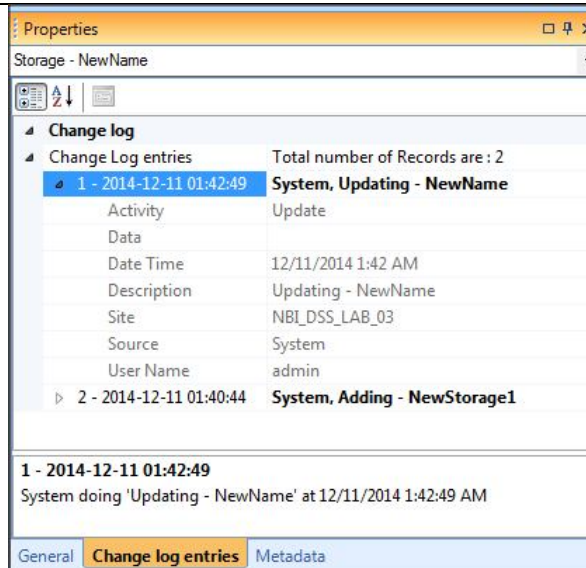 Properties
Storage - NewName
Change log
Change Log entries Total number of Records are : 2
1 - 2014-12-11 01:42:49 System, Updating - NewName
Activity Update
Data
Date Time 12/11/2014 1:42 AM
Description Updating - NewName
Site NBI_DSS_LAB_03
Source System
User Name admin
2 - 2014-12-11 01:40:44 System, Adding - NewStorage1
1 - 2014-12-11 01:42:49
System doing 'Updating - NewName' at 12/11/2014 1:42:49 AM
General Change log entries Metadata